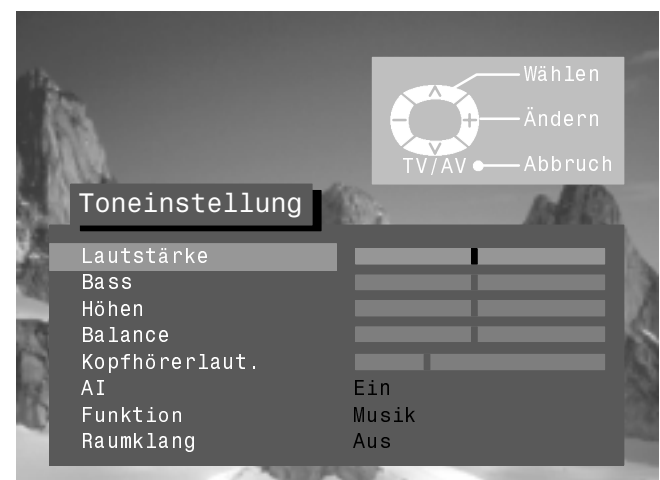 Wählen
Ändern
TV/AV Abbruch
Toneinstellung
Lautstärke
Bass
Höhen
Balance
Kopfhörerlaut.
AI Ein
Funktion Musik
Raumklang Aus